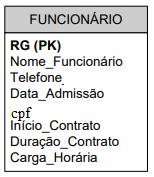 FUNCIONÁRIO
RG (PK)
Nome_Funcionário
Telefone
Data_Admissão
cpf
Início_Contrato
Duração_Contrato
Carga_Horária